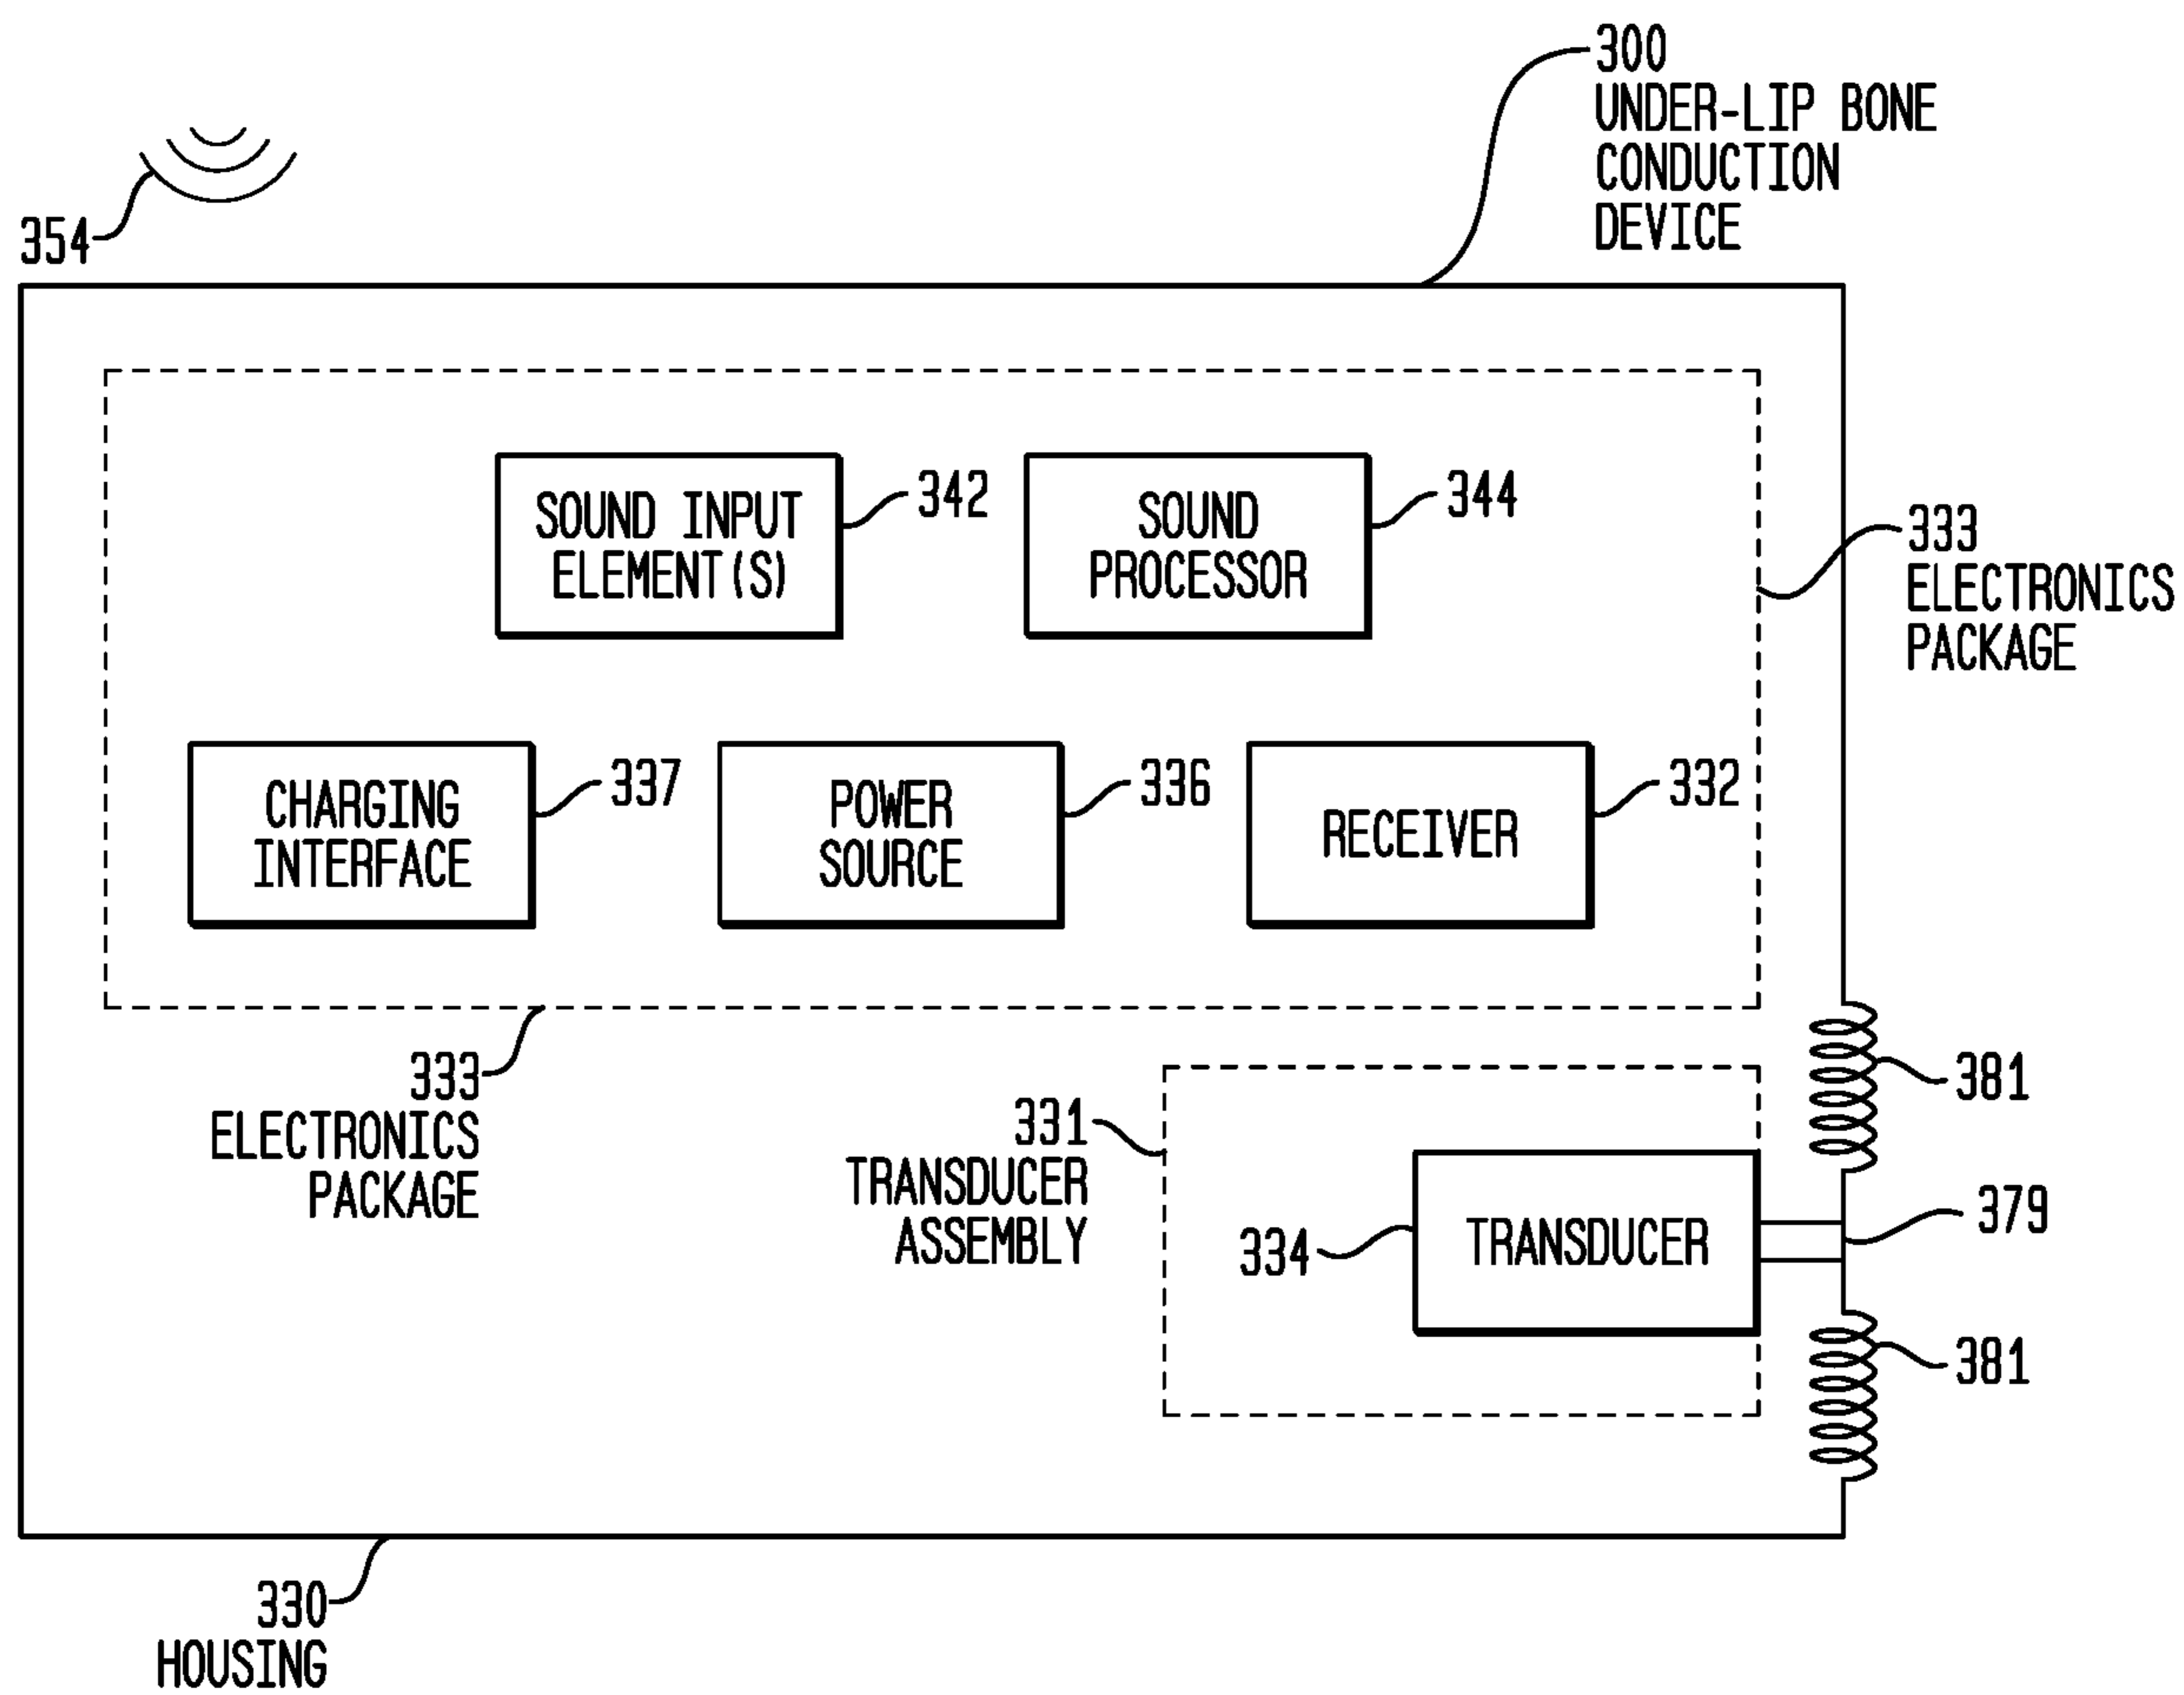 300
UNDER-LIP BONE
CONDUCTION
DEVICE
354
SOUND INPUT
ELEMENT(S)
342
SOUND
PROCESSOR
344
333
ELECTRONICS
PACKAGE
CHARGING
INTERFACE
337
POWER
SOURCE
336
RECEIVER
332
333
ELECTRONICS
PACKAGE
331
TRANSDUCER
ASSEMBLY
334
TRANSDUCER
381
379
381
330
HOUSING